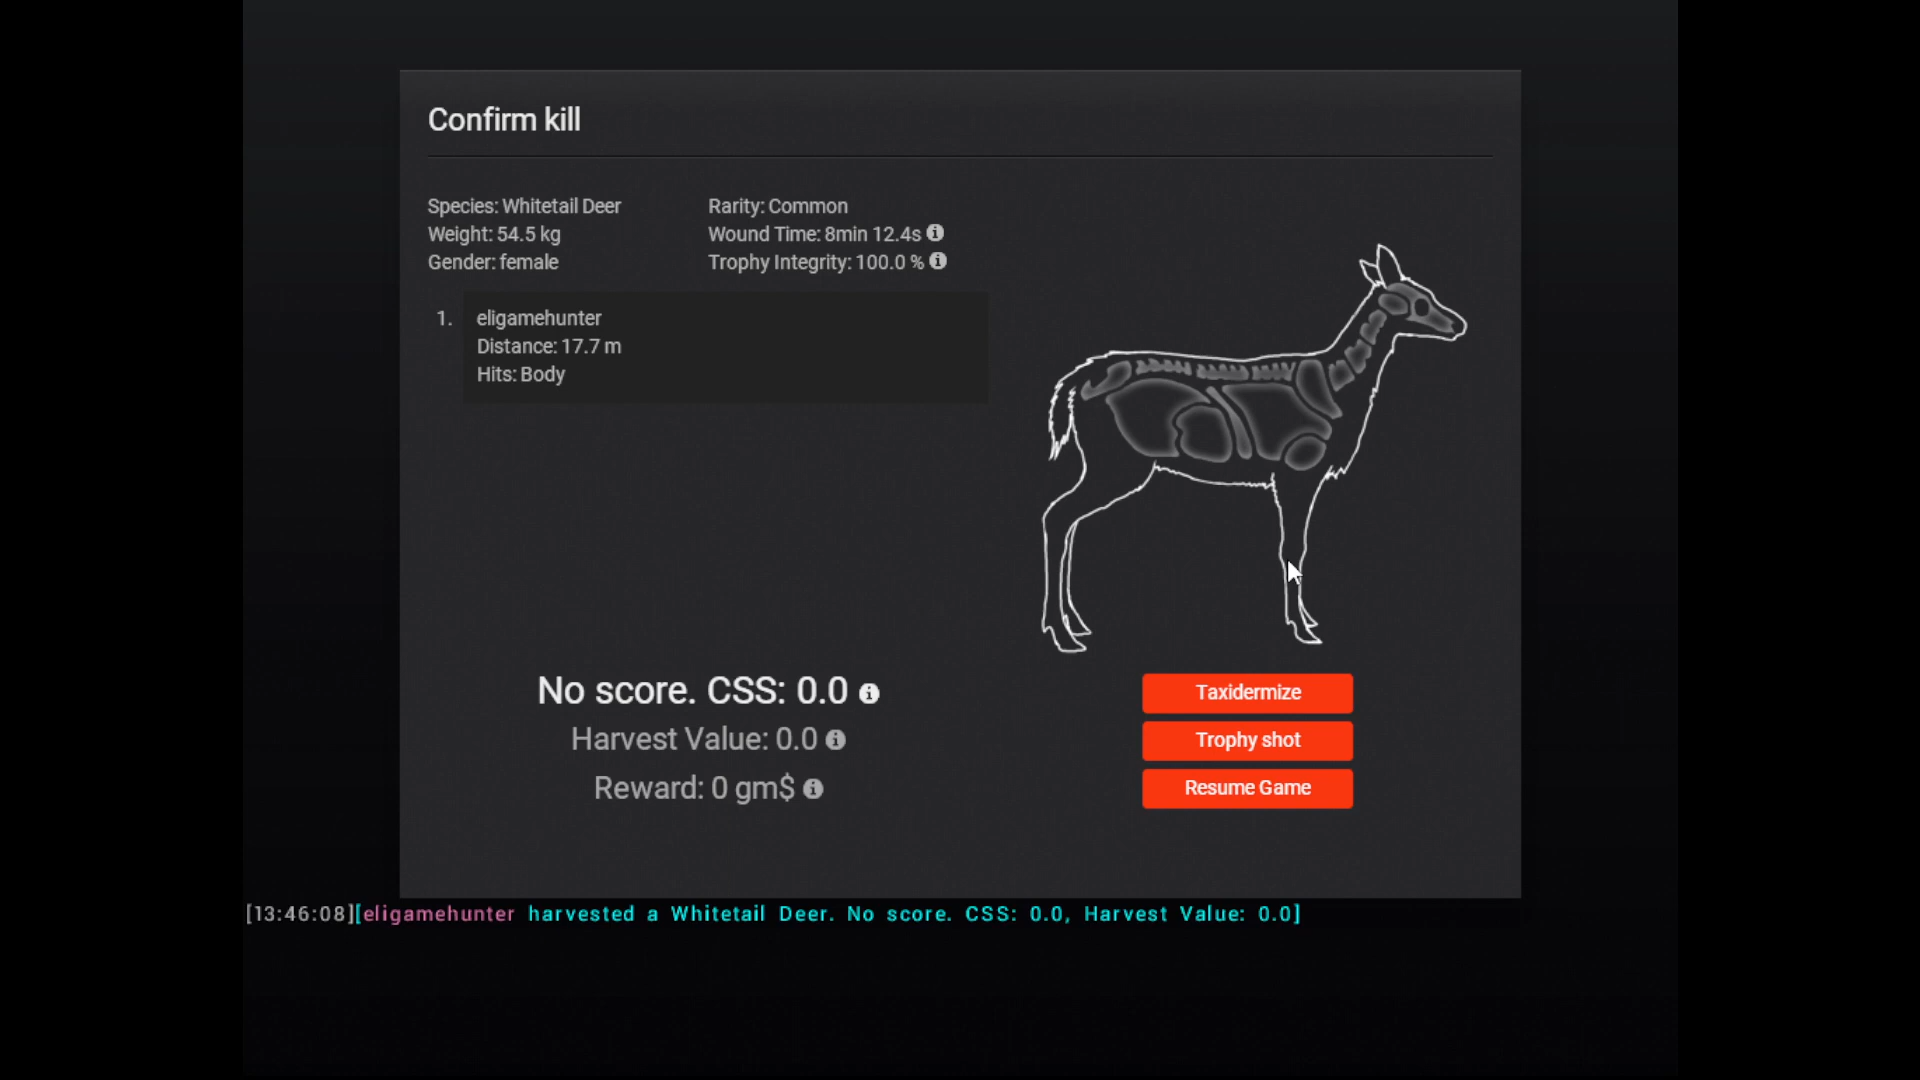 Confirm kill
Species: Whitetail Deer
Weight: 54.5 kg
Gender: female
Rarity: Common
Wound Time: 8min 12.4s
Trophy Integrity: 100.0 %
1.
eligamehunter
Distance: 17.7 m
Hits: Body
No score. CSS: 0.0
Harvest Value: 0.0
Reward: 0 gm$
Taxidermize
Trophy shot
Resume Game
[13:46:08][eligamehunter harvested a Whitetail Deer. No score. CSS: 0.0, Harvest Value: 0.0]